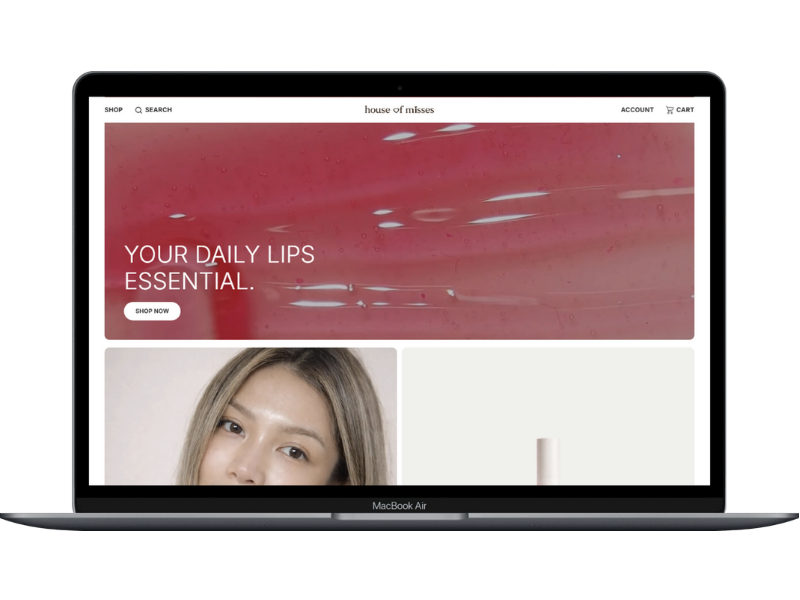 SHOP
SEARCH
house of misses
ACCOUNT
CART
YOUR DAILY LIPS
ESSENTIAL.
SHOP NOW
MacBook Air